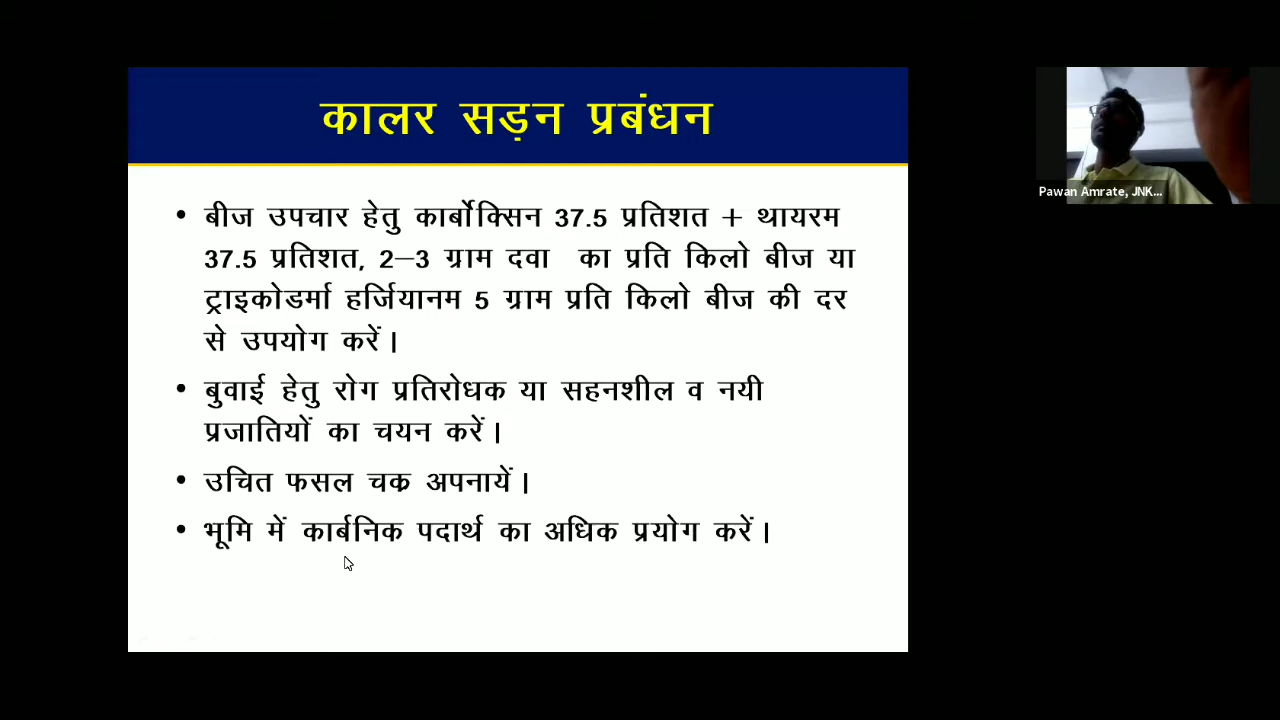 कालर सड़न प्रबंधन
• बीज उपचार हेतु कार्बोक्सिन 37.5 प्रतिशत + थायरम
37.5 प्रतिशत, 2–3 ग्राम दवा का प्रति किलो बीज या
ट्राइकोडर्मा हर्जियानम 5 ग्राम प्रति किलो बीज की दर
से उपयोग करें।
• बुवाई हेतु रोग प्रतिरोधक या सहनशील व नयी
प्रजातियों का चयन करें।
• उचित फसल चक्र अपनायें।
• भूमि में कार्बनिक पदार्थ का अधिक प्रयोग करें।
Pawan Amrate, JNK...